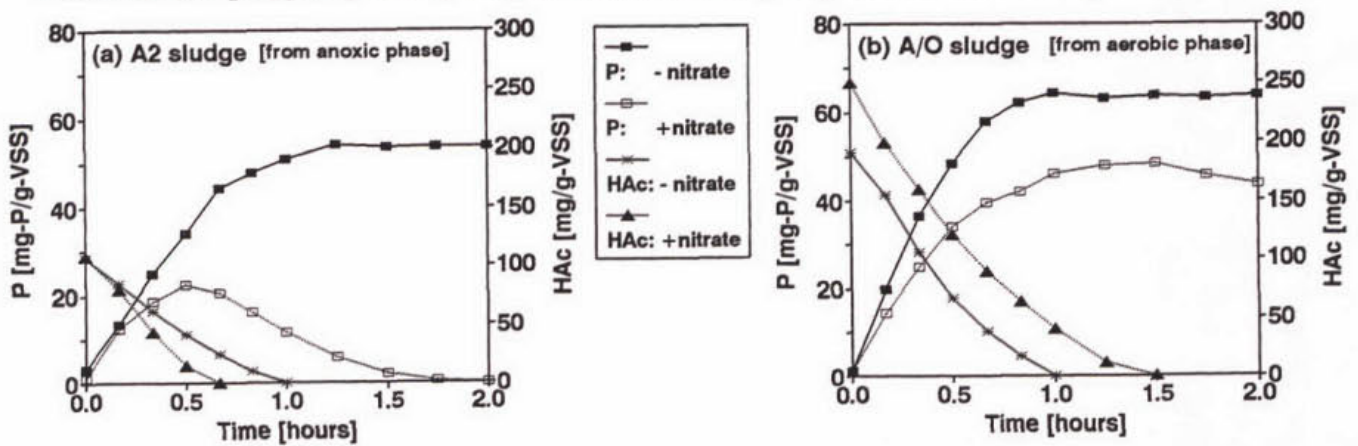 (a) A2 sludge [from anoxic phase]
P [mg-P/g-VSS]
80
60
40
20
0
0.0 0.5 1.0 1.5 2.0
Time [hours]
300
250
200
150
100
50
0
HAc [mg/g-VSS]
P: - nitrate
P: +nitrate
HAc: - nitrate
HAc: +nitrate
(b) A/O sludge [from aerobic phase]
P [mg-P/g-VSS]
80
60
40
20
0
0.0 0.5 1.0 1.5 2.0
Time [hours]
300
250
200
150
100
50
0
HAc [mg/g-VSS]